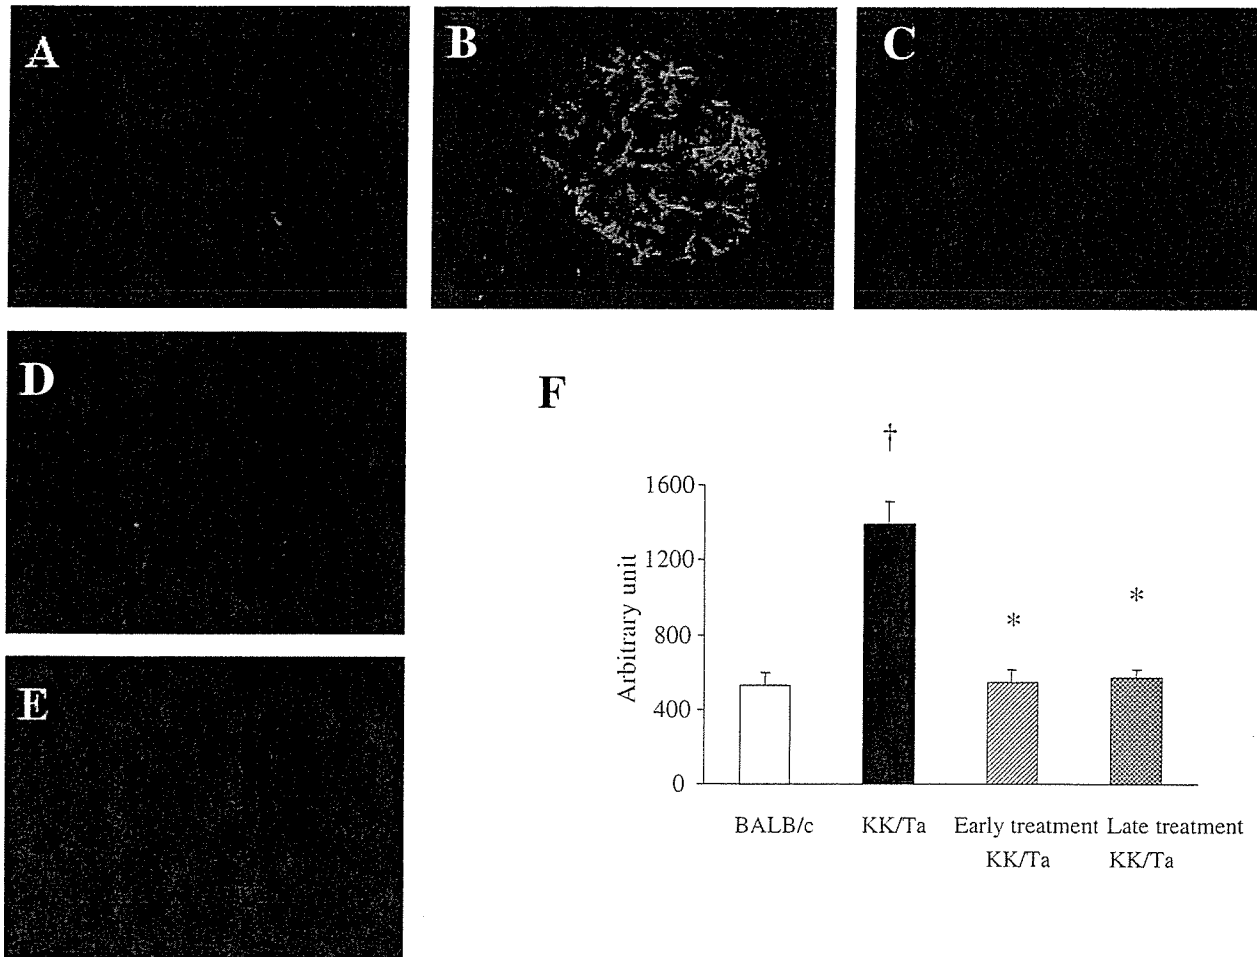 A
B
C
D
E
F
†
1600
1200
800
400
0
Arbitrary unit
*
*
BALB/c
KK/Ta
Early treatment KK/Ta
Late treatment KK/Ta